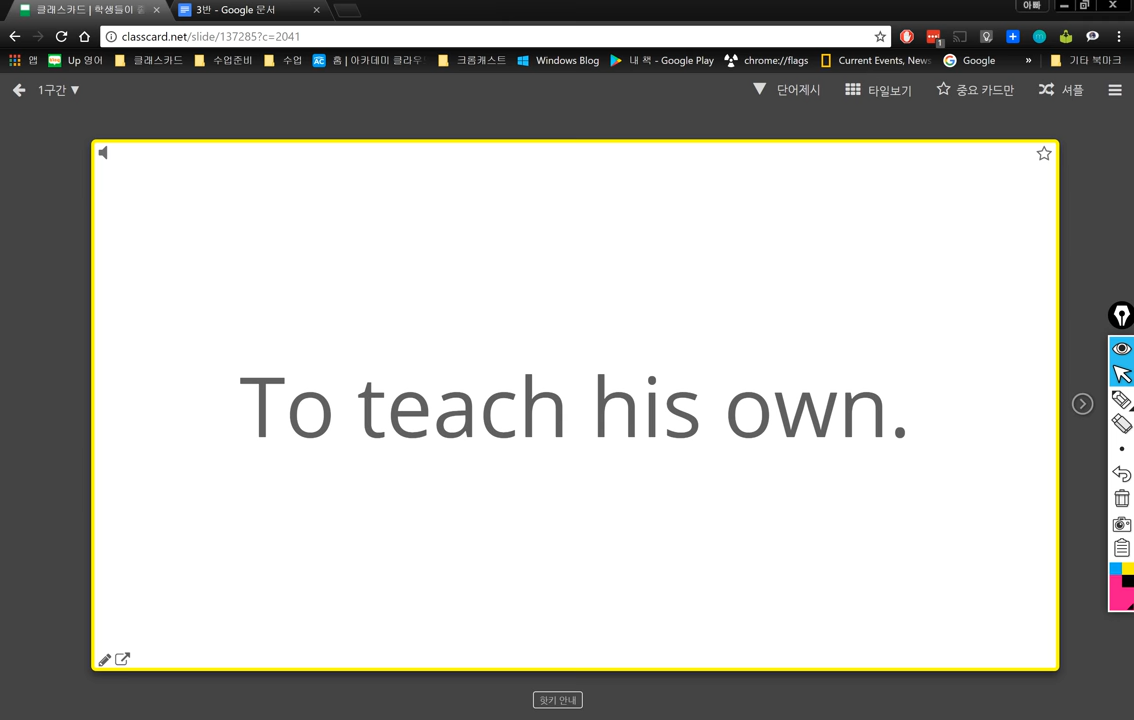 클래스카드 | 학생들이
3반 - Google 문서
아빠
classcard.net/slide/137285?c=2041
앱
Up 영어
클래스카드
수업준비
수업
AC
홈 | 아카데미 클라우
크롬캐스트
Windows Blog
내 책 - Google Play
chrome://flags
Current Events, News
Google
»
기타 북마크
1구간 ▼
▼ 단어제시
타일보기
중요 카드만
셔플
To teach his own.
핫키 안내